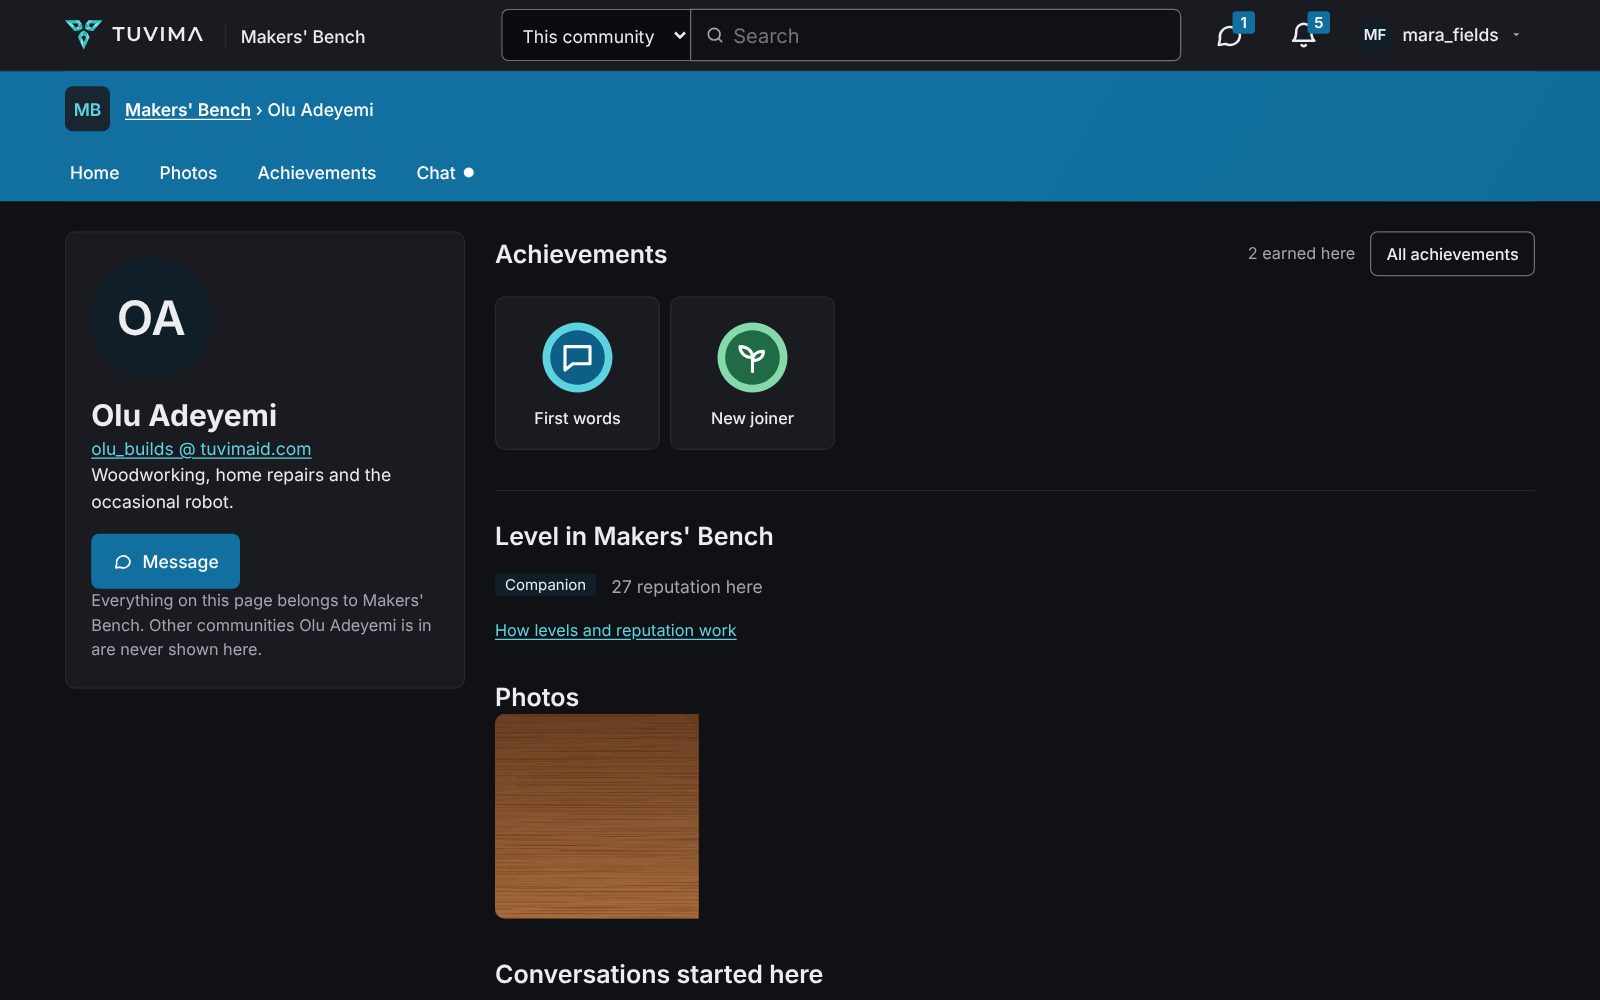 TUVIMA
Makers' Bench
This community
Search
1
5
MF
mara_fields
MB
Makers' Bench › Olu Adeyemi
Home
Photos
Achievements
Chat
OA
Olu Adeyemi
olu_builds @ tuvimaid.com
Woodworking, home repairs and the
occasional robot.
Message
Everything on this page belongs to Makers'
Bench. Other communities Olu Adeyemi is in
are never shown here.
Achievements
2 earned here
All achievements
First words
New joiner
Level in Makers' Bench
Companion
27 reputation here
How levels and reputation work
Photos
Conversations started here